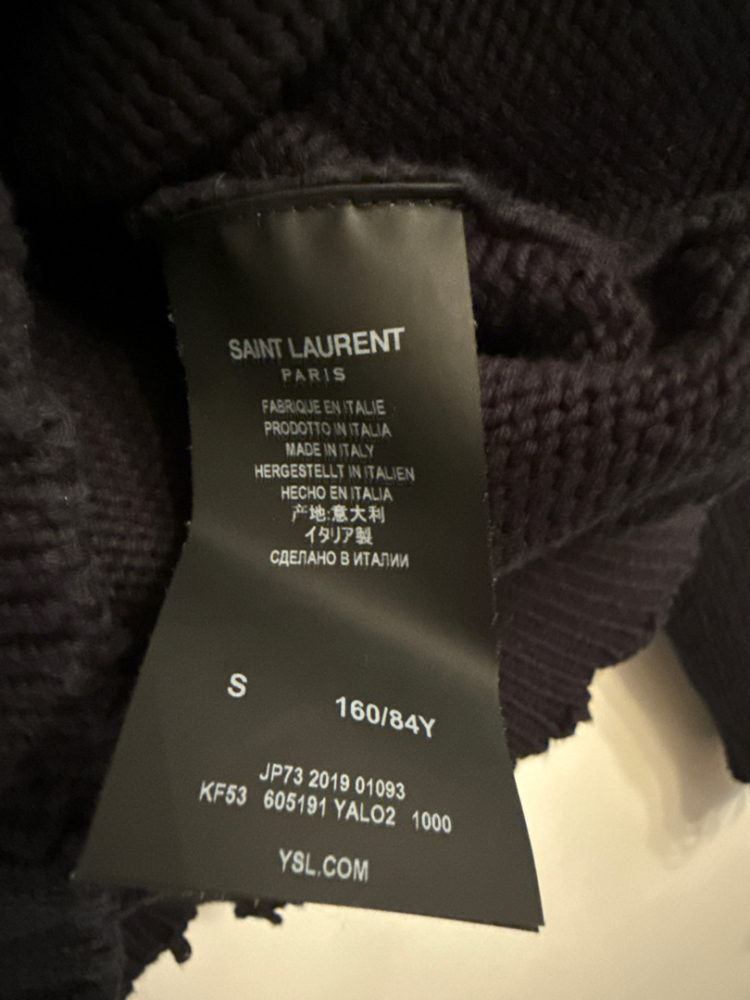 SAINT LAURENT
PARIS
FABRIQUE EN ITALIE
PRODOTTO IN ITALIA
MADE IN ITALY
HERGESTELLT IN ITALIEN
HECHO EN ITALIA
产地:意大利
イタリア製
СДЕЛАНО В ИТАЛИИ
S 160/84Y
JP73 2019 01093
KF53 605191 YALO2 1000
YSL.COM